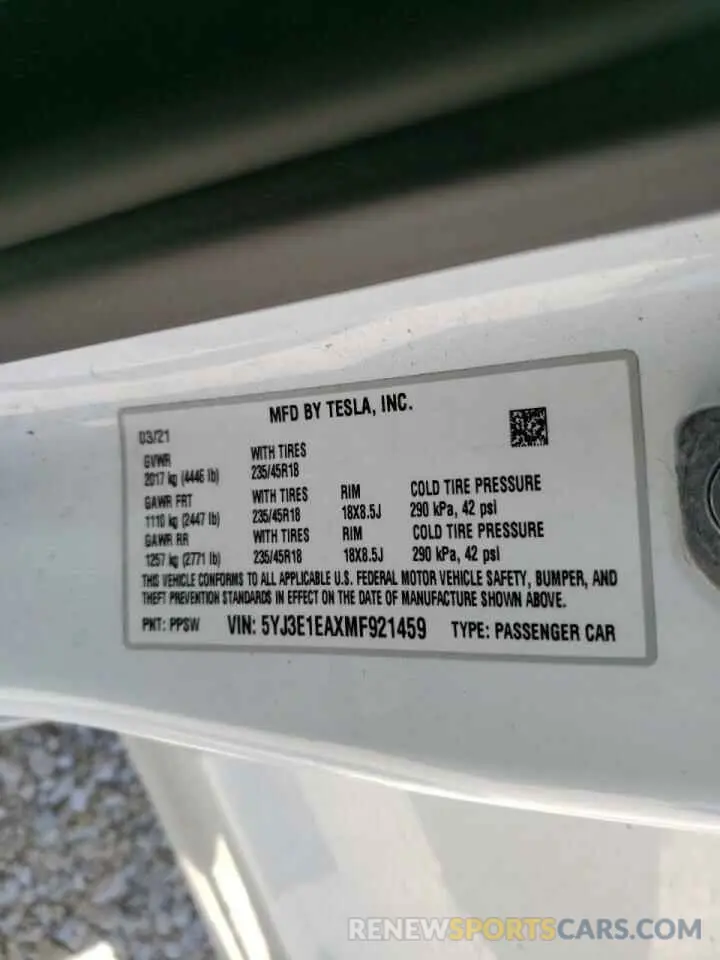 MFD BY TESLA, INC.
03/21
GVWR WITH TIRES
2017 kg (4446 lb) 235/45R18
GAWR FRT WITH TIRES RIM COLD TIRE PRESSURE
1110 kg (2447 lb) 235/45R18 18X8.5J 290 kPa, 42 psi
GAWR RR WITH TIRES RIM COLD TIRE PRESSURE
1257 kg (2771 lb) 235/45R18 18X8.5J 290 kPa, 42 psi
THIS VEHICLE CONFORMS TO ALL APPLICABLE U.S. FEDERAL MOTOR VEHICLE SAFETY, BUMPER, AND
THEFT PREVENTION STANDARDS IN EFFECT ON THE DATE OF MANUFACTURE SHOWN ABOVE.
PNT: PPSW VIN: 5YJ3E1EAXMF921459 TYPE: PASSENGER CAR
RENEWSPORTSCARS.COM